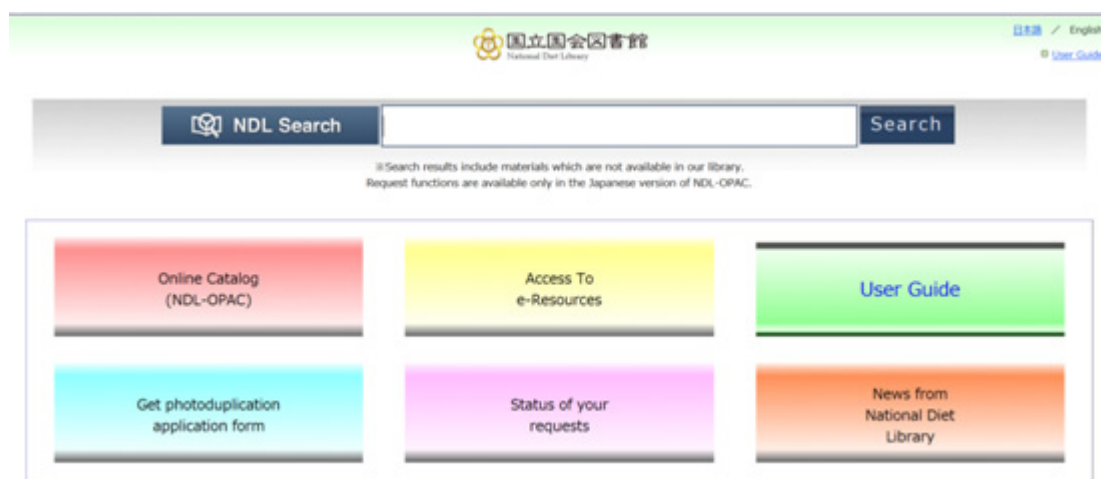 国立国会図書館
National Diet Library
日本語 / English
User Guide
NDL Search
Search
※Search results include materials which are not available in our library.
Request functions are available only in the Japanese version of NDL-OPAC.
Online Catalog
(NDL-OPAC)
Access To
e-Resources
User Guide
Get photoduplication
application form
Status of your
requests
News from
National Diet
Library